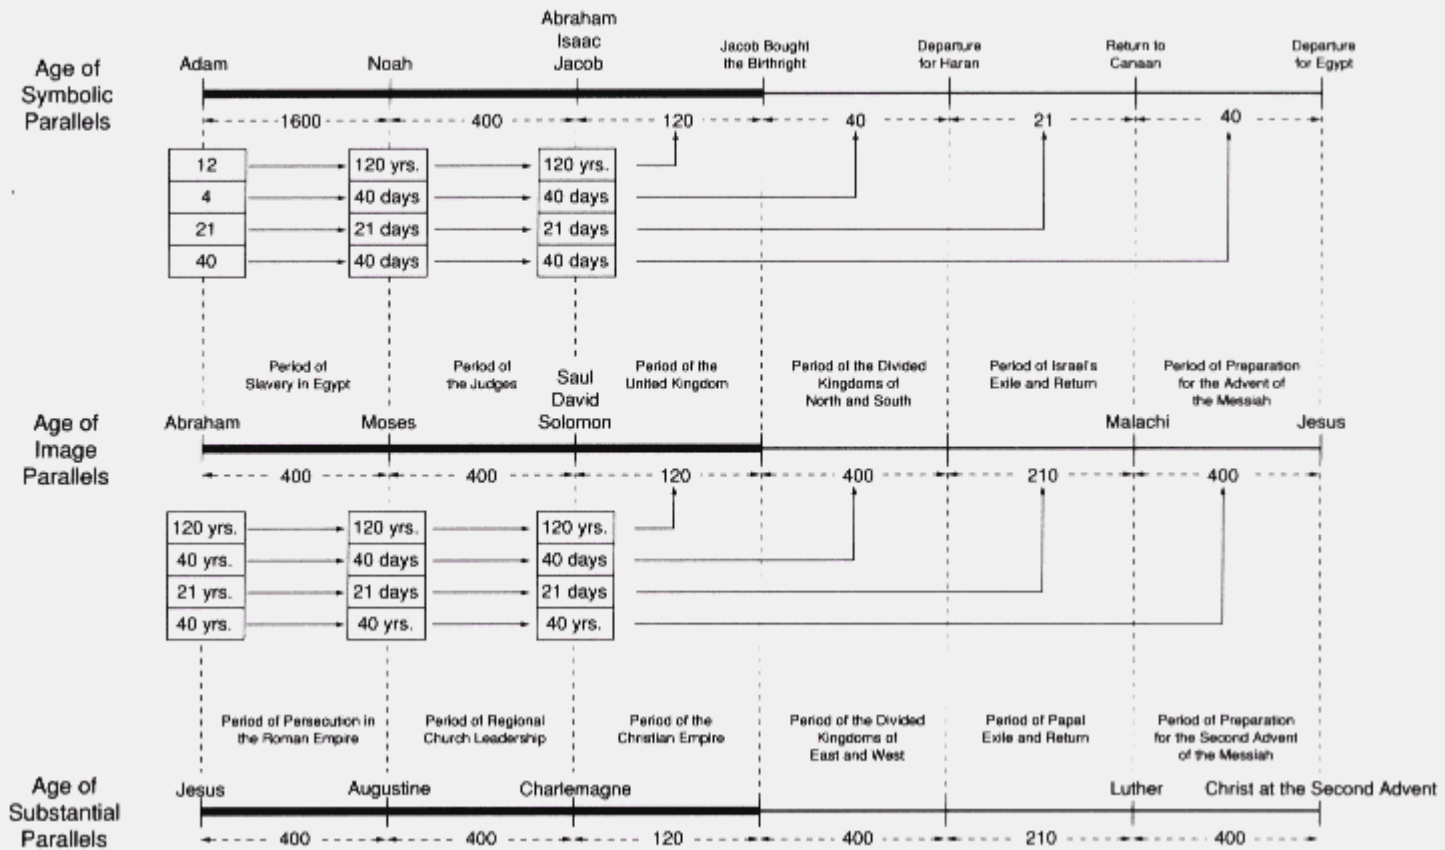 Age of
Symbolic
Parallels
Adam
Noah
Abraham
Isaac
Jacob
Jacob Bought
the Birthright
Departure
for Haran
Return to
Canaan
Departure
for Egypt
1600
400
120
40
21
40
12
120 yrs.
120 yrs.
4
40 days
40 days
21
21 days
21 days
40
40 days
40 days
Period of
Slavery in Egypt
Period of
the Judges
Period of the
United Kingdom
Period of the Divided
Kingdoms of
North and South
Period of Israel's
Exile and Return
Period of Preparation
for the Advent of
the Messiah
Age of
Image
Parallels
Abraham
Moses
Saul
David
Solomon
Malachi
Jesus
400
400
120
400
210
400
120 yrs.
120 yrs.
120 yrs.
40 yrs.
40 days
40 days
21 yrs.
21 days
21 days
40 yrs.
40 yrs.
40 yrs.
Period of Persecution in
the Roman Empire
Period of Regional
Church Leadership
Period of the
Christian Empire
Period of the Divided
Kingdoms of
East and West
Period of Papal
Exile and Return
Period of Preparation
for the Second Advent
of the Messiah
Age of
Substantial
Parallels
Jesus
Augustine
Charlemagne
Luther
Christ at the Second Advent
400
400
120
400
210
400